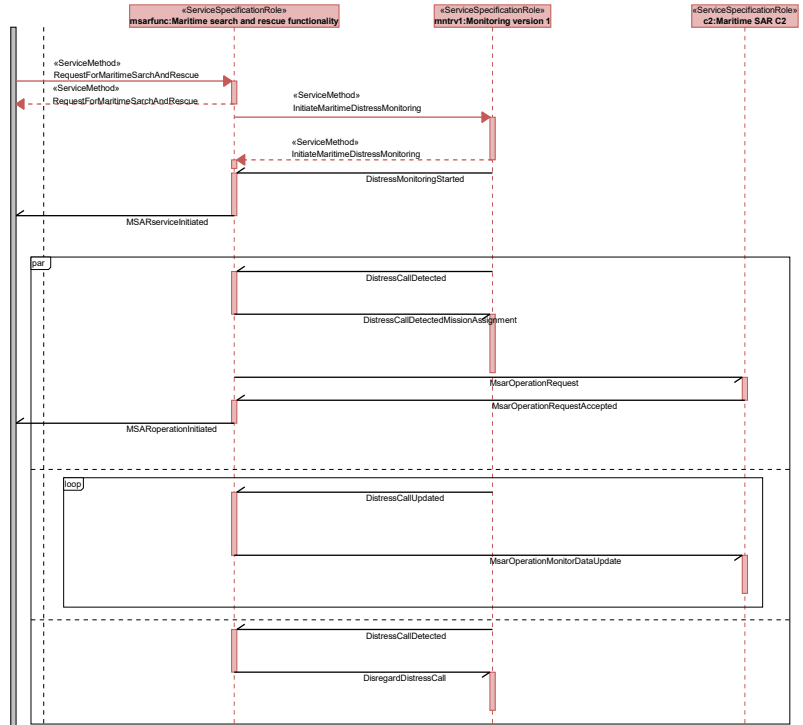 «ServiceSpecificationRole»
msarfunc:Maritime search and rescue functionality
«ServiceSpecificationRole»
mntrv1:Monitoring version 1
«ServiceSpecificationRole»
c2:Maritime SAR C2
«ServiceMethod»
RequestForMaritimeSarchAndRescue
«ServiceMethod»
RequestForMaritimeSarchAndRescue
«ServiceMethod»
InitiateMaritimeDistressMonitoring
«ServiceMethod»
InitiateMaritimeDistressMonitoring
DistressMonitoringStarted
MSARserviceInitiated
par
DistressCallDetected
DistressCallDetectedMissionAssignment
MsarOperationRequest
MsarOperationRequestAccepted
MSARoperationInitiated
loop
DistressCallUpdated
MsarOperationMonitorDataUpdate
DistressCallDetected
DisregardDistressCall